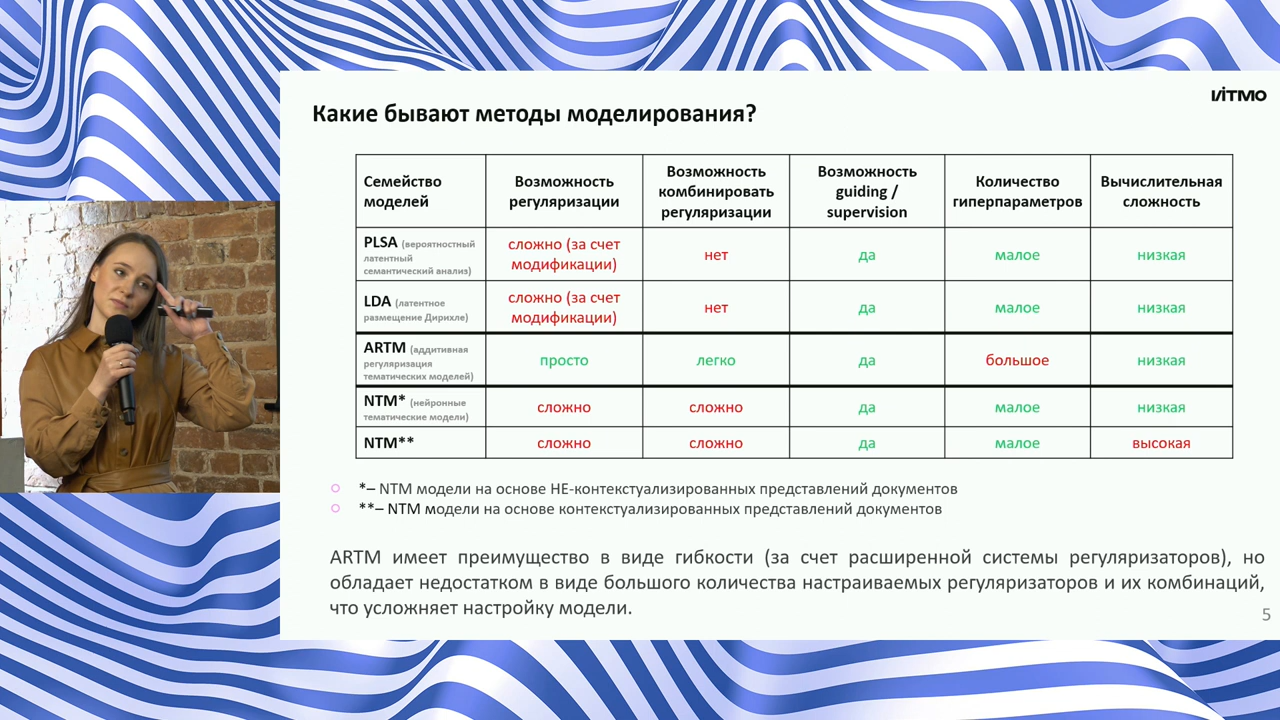 ViTMO
Какие бывают методы моделирования?
Семейство моделей
Возможность регуляризации
Возможность комбинировать регуляризации
Возможность guiding / supervision
Количество гиперпараметров
Вычислительная сложность
PLSA (вероятностный латентный семантический анализ)
сложно (за счет модификации)
нет
да
малое
низкая
LDA (латентное размещение Дирихле)
сложно (за счет модификации)
нет
да
малое
низкая
ARTM (аддитивная регуляризация тематических моделей)
просто
легко
да
большое
низкая
NTM* (нейронные тематические модели)
сложно
сложно
да
малое
низкая
NTM**
сложно
сложно
да
малое
высокая
*– NTM модели на основе НЕ-контекстуализированных представлений документов
**– NTM модели на основе контекстуализированных представлений документов
ARTM имеет преимущество в виде гибкости (за счет расширенной системы регуляризаторов), но
обладает недостатком в виде большого количества настраиваемых регуляризаторов и их комбинаций,
что усложняет настройку модели.
5